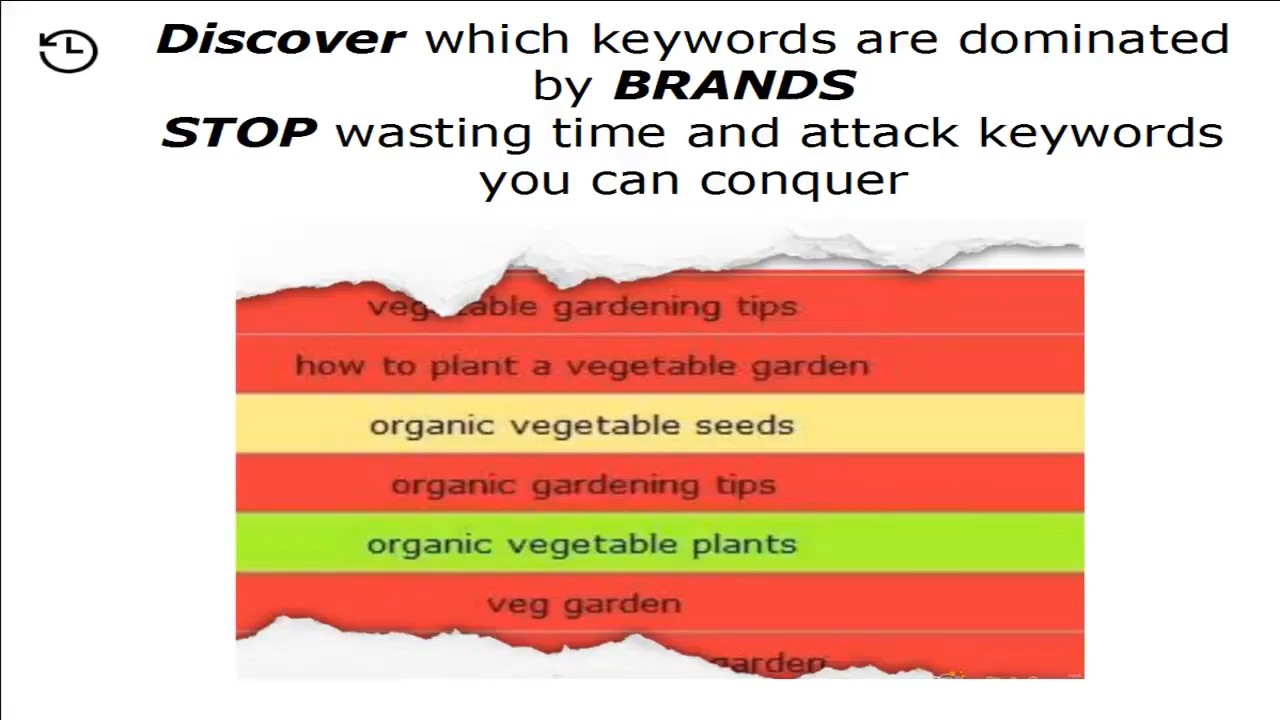 Discover which keywords are dominated
by BRANDS
STOP wasting time and attack keywords
you can conquer
vegetable gardening tips
how to plant a vegetable garden
organic vegetable seeds
organic gardening tips
organic vegetable plants
veg garden
garden